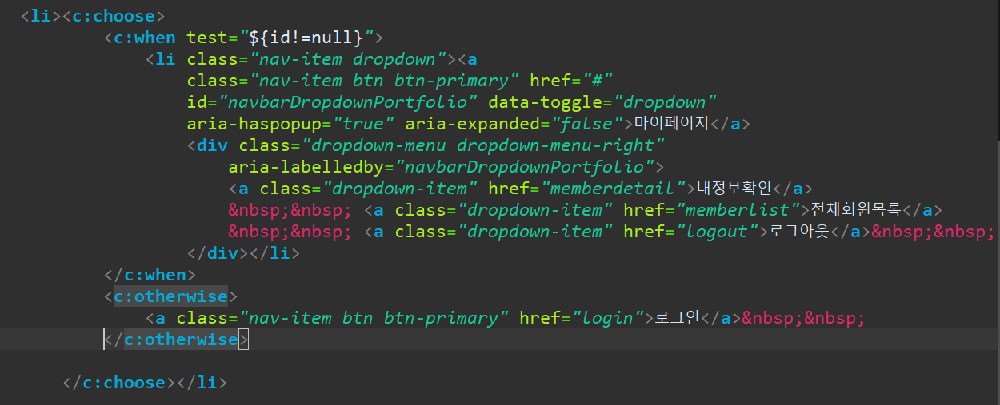 <li><c:choose>
<c:when test="${id!=null}">
<li class="nav-item dropdown"><a
class="nav-item btn btn-primary" href="#"
id="navbarDropdownPortfolio" data-toggle="dropdown"
aria-haspopup="true" aria-expanded="false">마이페이지</a>
<div class="dropdown-menu dropdown-menu-right"
aria-labelledby="navbarDropdownPortfolio">
<a class="dropdown-item" href="memberdetail">내정보확인</a>
&nbsp;&nbsp; <a class="dropdown-item" href="memberlist">전체회원목록</a>
&nbsp;&nbsp; <a class="dropdown-item" href="logout">로그아웃</a>&nbsp;&nbsp;
</div></li>
</c:when>
<c:otherwise>
<a class="nav-item btn btn-primary" href="login">로그인</a>&nbsp;&nbsp;
</c:otherwise>
</c:choose></li>